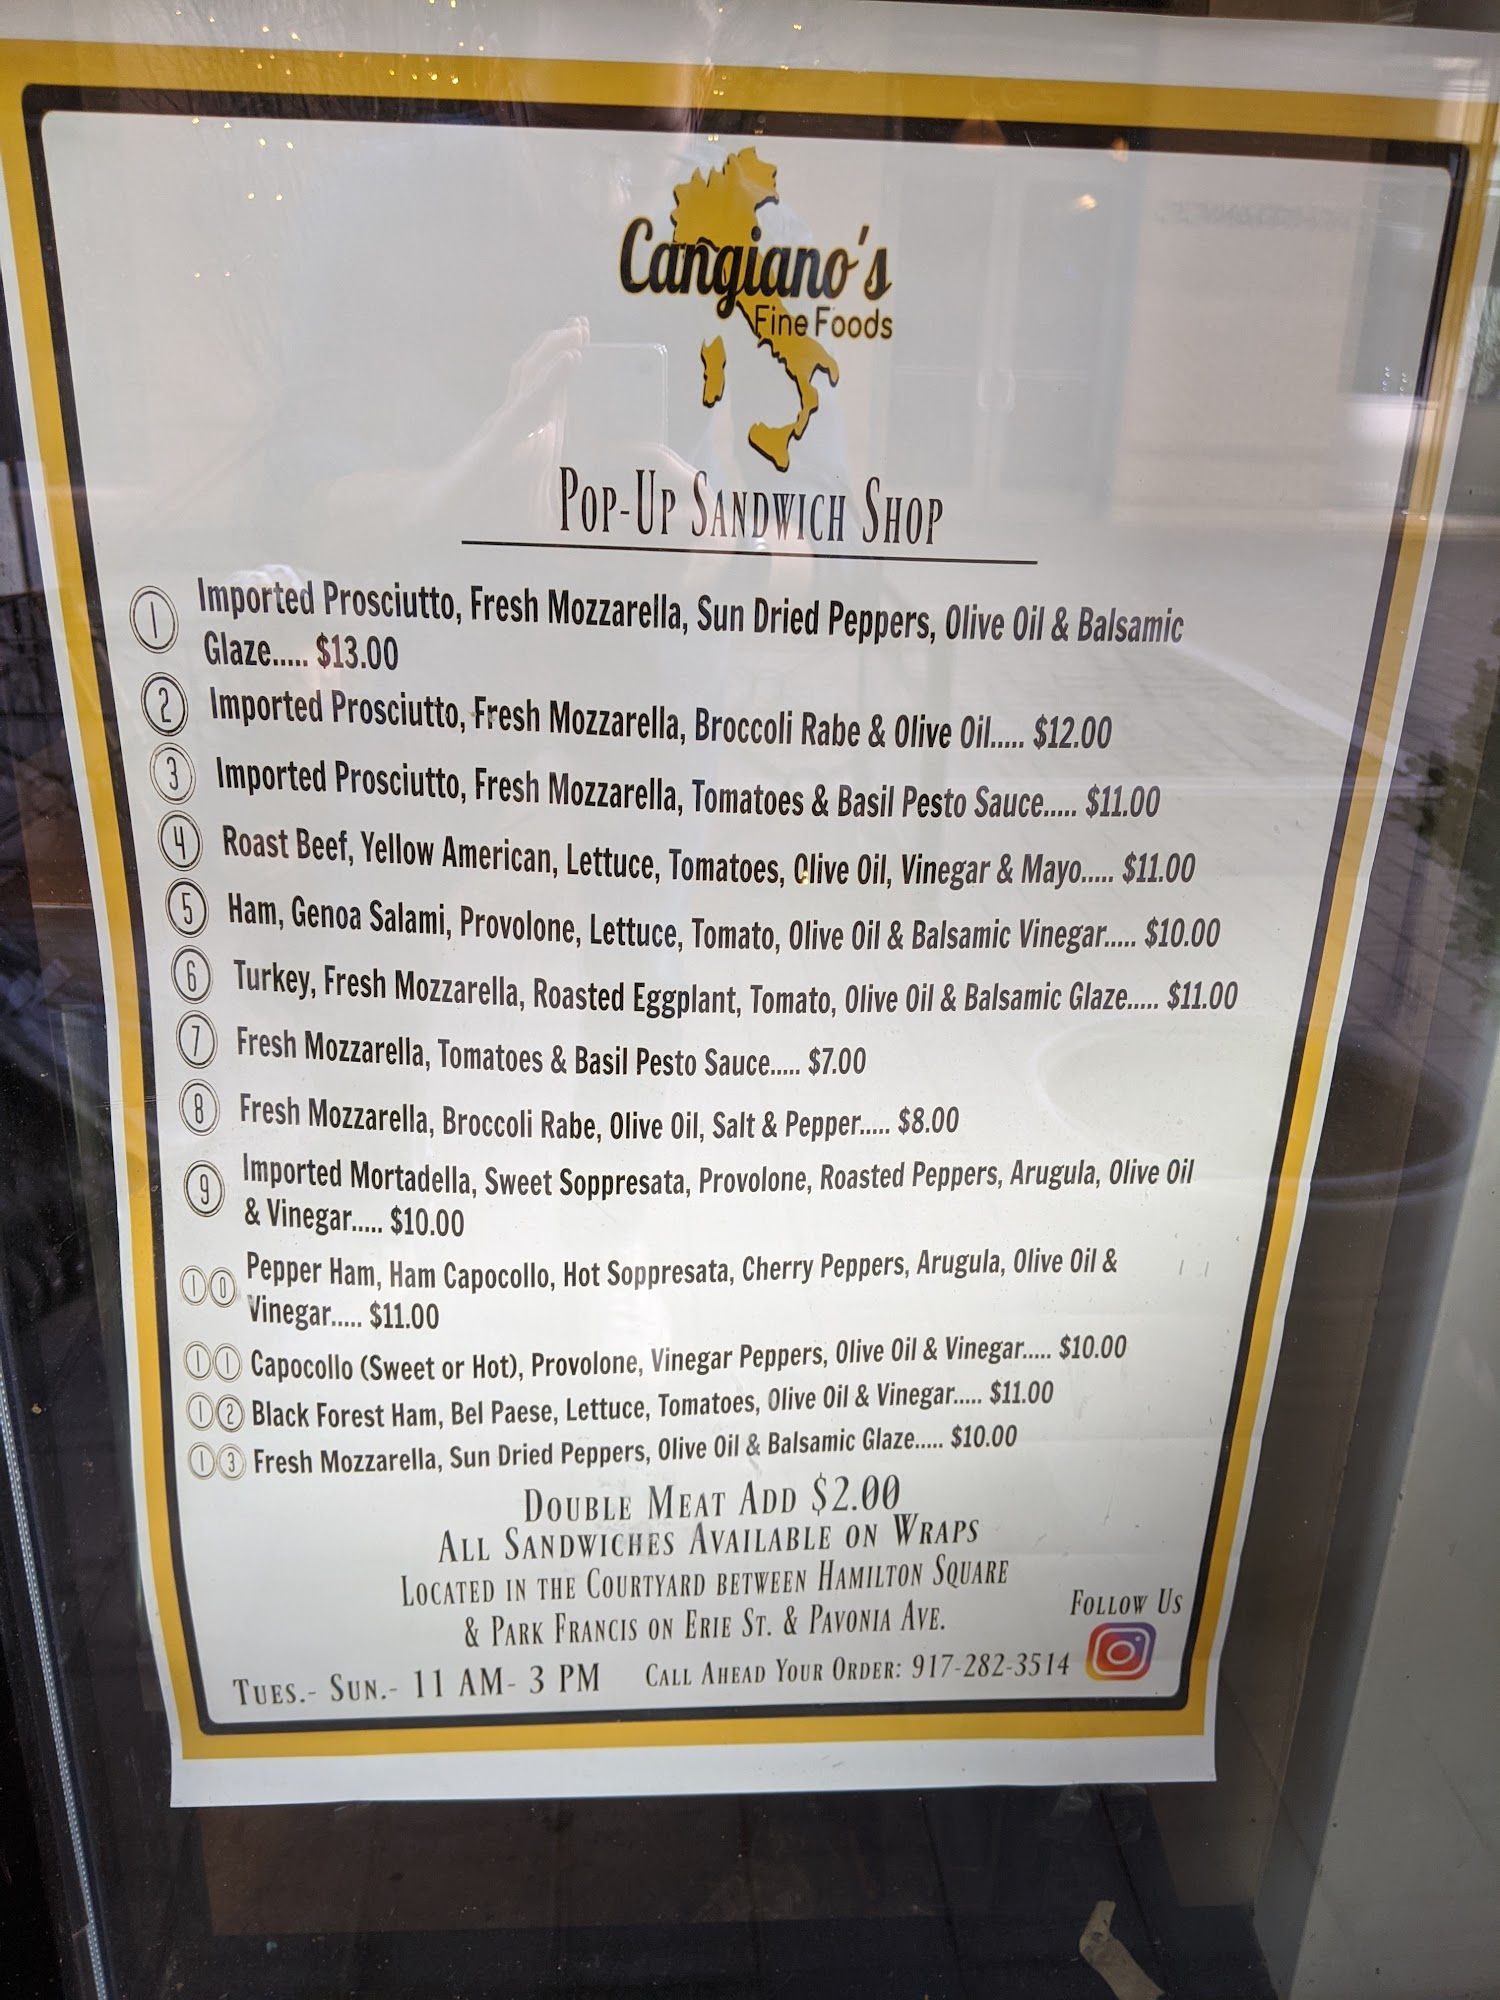 Cangiano's
Fine Foods
Pop-Up Sandwich Shop
1 Imported Prosciutto, Fresh Mozzarella, Sun Dried Peppers, Olive Oil & Balsamic
Glaze..... $13.00
2 Imported Prosciutto, Fresh Mozzarella, Broccoli Rabe & Olive Oil..... $12.00
3 Imported Prosciutto, Fresh Mozzarella, Tomatoes & Basil Pesto Sauce..... $11.00
4 Roast Beef, Yellow American, Lettuce, Tomatoes, Olive Oil, Vinegar & Mayo..... $11.00
5 Ham, Genoa Salami, Provolone, Lettuce, Tomato, Olive Oil & Balsamic Vinegar..... $10.00
6 Turkey, Fresh Mozzarella, Roasted Eggplant, Tomato, Olive Oil & Balsamic Glaze..... $11.00
7 Fresh Mozzarella, Tomatoes & Basil Pesto Sauce..... $7.00
8 Fresh Mozzarella, Broccoli Rabe, Olive Oil, Salt & Pepper..... $8.00
9 Imported Mortadella, Sweet Soppresata, Provolone, Roasted Peppers, Arugula, Olive Oil
& Vinegar..... $10.00
10 Pepper Ham, Ham Capocollo, Hot Soppresata, Cherry Peppers, Arugula, Olive Oil &
Vinegar..... $11.00
11 Capocollo (Sweet or Hot), Provolone, Vinegar Peppers, Olive Oil & Vinegar..... $10.00
12 Black Forest Ham, Bel Paese, Lettuce, Tomatoes, Olive Oil & Vinegar..... $11.00
13 Fresh Mozzarella, Sun Dried Peppers, Olive Oil & Balsamic Glaze..... $10.00
Double Meat Add $2.00
All Sandwiches Available on Wraps
Located in the Courtyard between Hamilton Square
& Park Francis on Erie St. & Pavonia Ave.
Follow Us
Tues.- Sun.- 11 AM- 3 PM Call Ahead Your Order: 917-282-3514